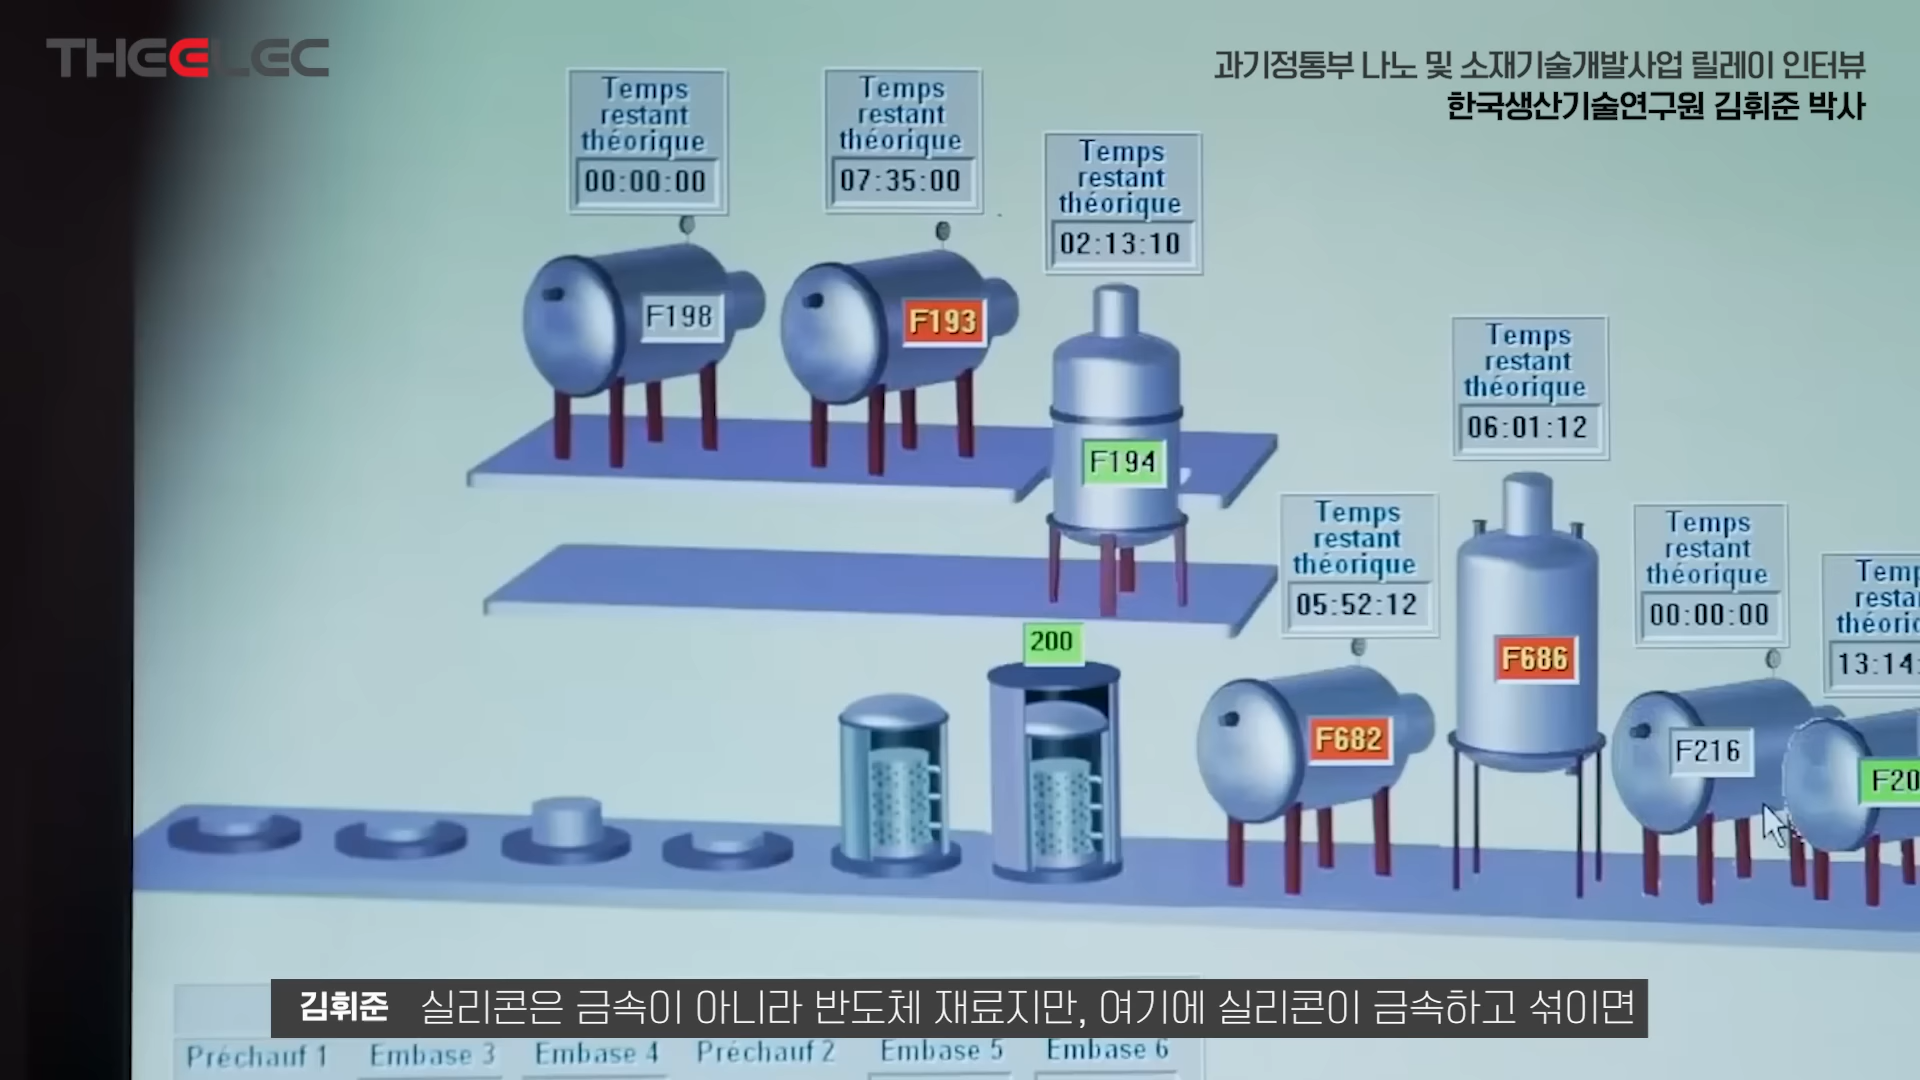 THEELEC
과기정통부 나노 및 소재기술개발사업 릴레이 인터뷰
한국생산기술연구원 김휘준 박사
Temps
restant
théorique
00:00:00
Temps
restant
théorique
07:35:00
Temps
restant
théorique
02:13:10
F198
F193
F194
Temps
restant
théorique
06:01:12
Temps
restant
théorique
05:52:12
Temps
restant
théorique
00:00:00
13:14:
200
F682
F686
F216
F20
김휘준 실리콘은 금속이 아니라 반도체 재료지만, 여기에 실리콘이 금속하고 섞이면
Préchauf 1 Embase 3 Embase 4 Préchauf 2 Embase 5 Embase 6